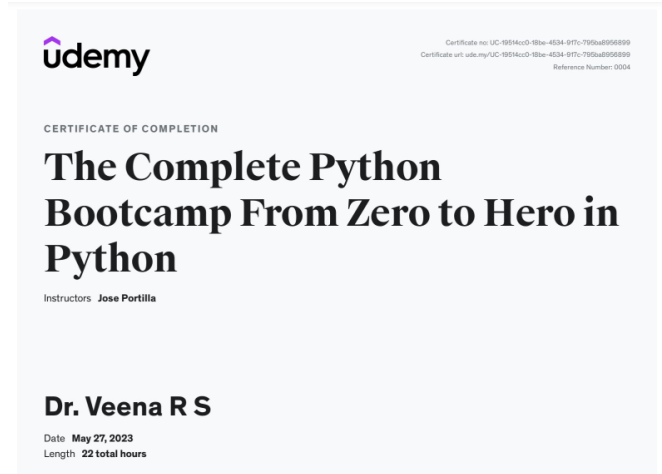 ûdemy
Certificate no: UC-19514cc0-18be-4534-917c-795ba8956899
Certificate url: ude.my/UC-19514cc0-18be-4534-917c-795ba8956899
Reference Number: 0004
CERTIFICATE OF COMPLETION
The Complete Python
Bootcamp From Zero to Hero in
Python
Instructors Jose Portilla
Dr. Veena R S
Date May 27, 2023
Length 22 total hours